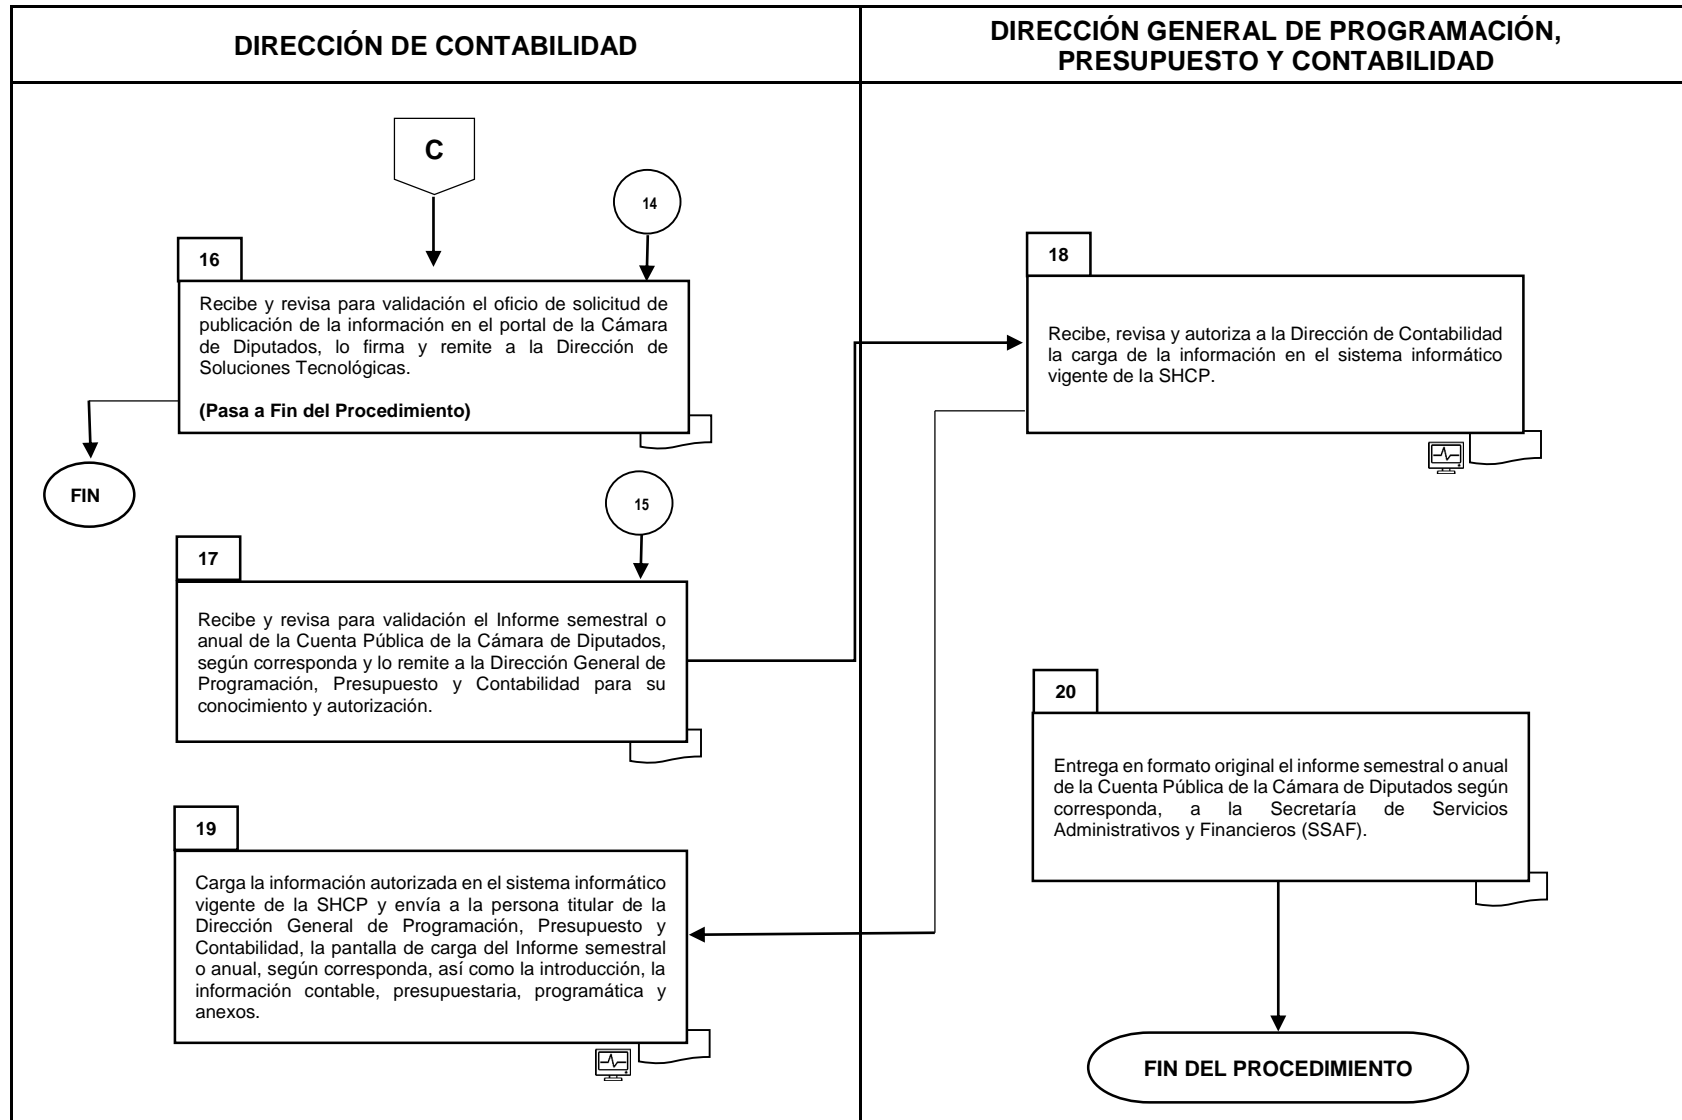 DIRECCIÓN DE CONTABILIDAD
DIRECCIÓN GENERAL DE PROGRAMACIÓN,
PRESUPUESTO Y CONTABILIDAD
C
14
16
Recibe y revisa para validación el oficio de solicitud de
publicación de la información en el portal de la Cámara
de Diputados, lo firma y remite a la Dirección de
Soluciones Tecnológicas.
(Pasa a Fin del Procedimiento)
FIN
15
17
Recibe y revisa para validación el Informe semestral o
anual de la Cuenta Pública de la Cámara de Diputados,
según corresponda y lo remite a la Dirección General de
Programación, Presupuesto y Contabilidad para su
conocimiento y autorización.
18
Recibe, revisa y autoriza a la Dirección de Contabilidad
la carga de la información en el sistema informático
vigente de la SHCP.
19
Carga la información autorizada en el sistema informático
vigente de la SHCP y envía a la persona titular de la
Dirección General de Programación, Presupuesto y
Contabilidad, la pantalla de carga del Informe semestral
o anual, según corresponda, así como la introducción, la
información contable, presupuestaria, programática y
anexos.
20
Entrega en formato original el informe semestral o anual
de la Cuenta Pública de la Cámara de Diputados según
corresponda, a la Secretaría de Servicios
Administrativos y Financieros (SSAF).
FIN DEL PROCEDIMIENTO